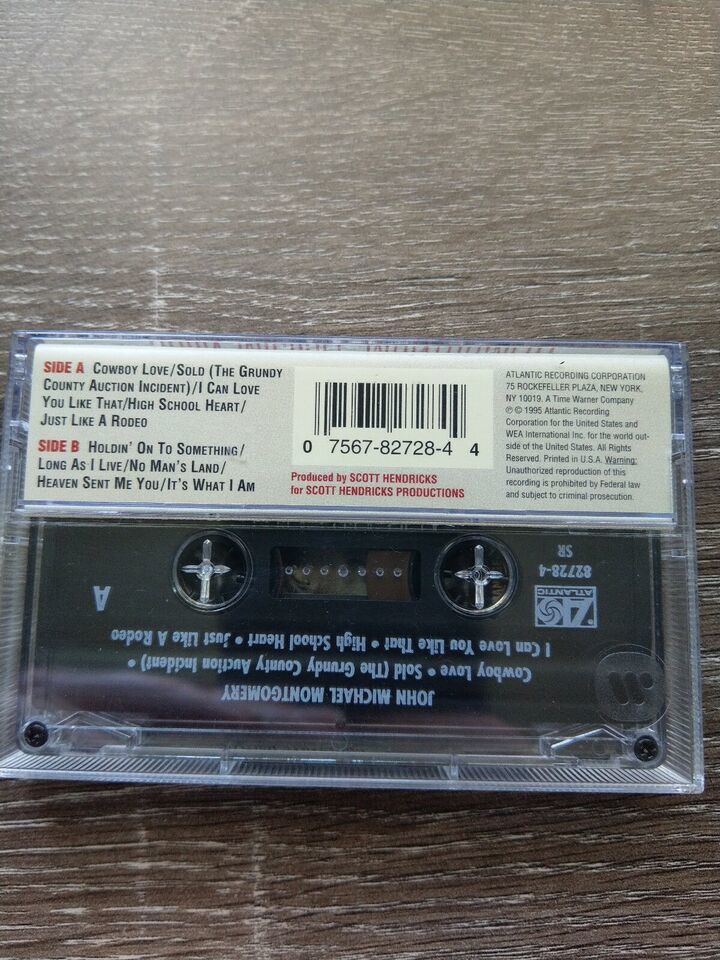 SIDE A COWBOY LOVE/SOLD (THE GRUNDY
COUNTY AUCTION INCIDENT)/I CAN LOVE
YOU LIKE THAT/HIGH SCHOOL HEART/
JUST LIKE A RODEO
SIDE B HOLDIN' ON TO SOMETHING/
LONG AS I LIVE/NO MAN'S LAND/
HEAVEN SENT ME YOU/IT'S WHAT I AM
0 7567-82728-4 4
Produced by SCOTT HENDRICKS
for SCOTT HENDRICKS PRODUCTIONS
ATLANTIC RECORDING CORPORATION
75 ROCKEFELLER PLAZA, NEW YORK,
NY 10019. A Time Warner Company
℗ © 1995 Atlantic Recording
Corporation for the United States and
WEA International Inc. for the world out-
side of the United States. All Rights
Reserved. Printed in U.S.A. Warning:
Unauthorized reproduction of this
recording is prohibited by Federal law
and subject to criminal prosecution.
JOHN MICHAEL MONTGOMERY
Cowboy Love • Sold (The Grundy County Auction Incident) •
I Can Love You Like That • High School Heart • Just Like A Rodeo
ATLANTIC
82728-4
SR
A